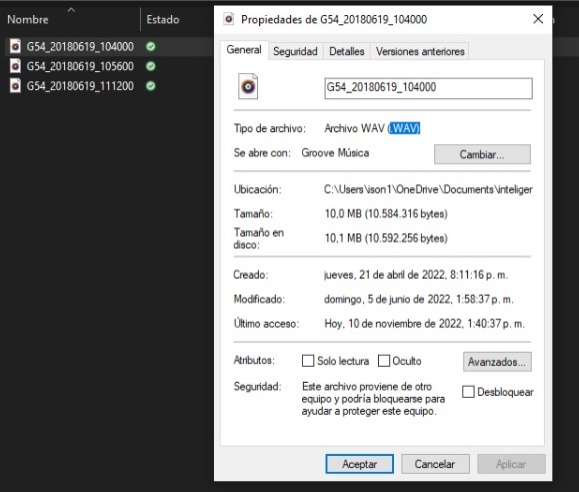 Nombre
Estado
G54_20180619_104000
G54_20180619_105600
G54_20180619_111200
Propiedades de G54_20180619_104000
General
Seguridad
Detalles
Versiones anteriores
G54_20180619_104000
Tipo de archivo: Archivo WAV (.WAV)
Se abre con: Groove Música
Cambiar...
Ubicación: C:\Users\ison1\OneDrive\Documents\inteliger
Tamaño: 10,0 MB (10.584.316 bytes)
Tamaño en
disco: 10,1 MB (10.592.256 bytes)
Creado: jueves, 21 de abril de 2022, 8:11:16 p. m.
Modificado: domingo, 5 de junio de 2022, 1:58:37 p. m.
Último acceso: Hoy, 10 de noviembre de 2022, 1:40:37 p. m.
Atributos: Solo lectura Oculto Avanzados...
Seguridad: Este archivo proviene de otro
equipo y podría bloquearse para
ayudar a proteger este equipo.
Desbloquear
Aceptar
Cancelar
Aplicar